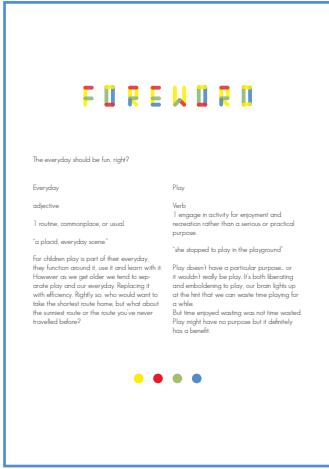 FOREWORD
The everyday should be fun, right?
Everyday
adjective
1 routine, commonplace, or usual.
"a placid, everyday scene."
For children play is part of their everyday,
they function around it, use it and learn with it.
However as we get older we tend to sep-
arate play and our everyday. Replacing it
with efficiency. Rightly so, who would want to
take the shortest route home, but what about
the sunniest route or the route you've never
travelled before?
Play
Verb
1 engage in activity for enjoyment and
recreation rather than a serious or practical
purpose.
"she stopped to play in the playground"
Play doesn't have a particular purpose.. or
it wouldn't really be play. It's both liberating
and emboldening to play, our brain lights up
at the hint that we can waste time playing for
a while.
But time enjoyed wasting was not time wasted.
Play might have no purpose but it definitely
has a benefit.